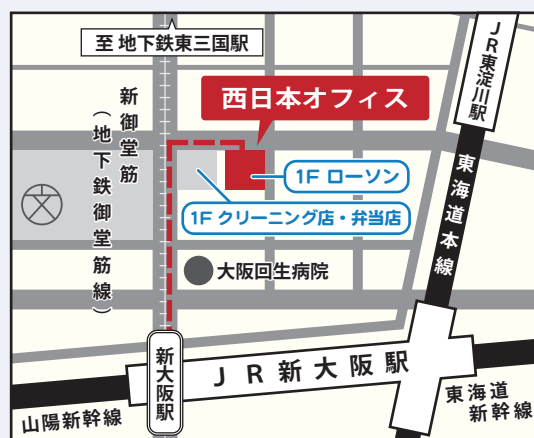 至 地下鉄東三国駅
JR東淀川駅
新御堂筋
(地下鉄御堂筋線)
西日本オフィス
1F ローソン
1F クリーニング店・弁当店
文
東海道本線
大阪回生病院
新大阪駅
JR新大阪駅
山陽新幹線
東海道
新幹線